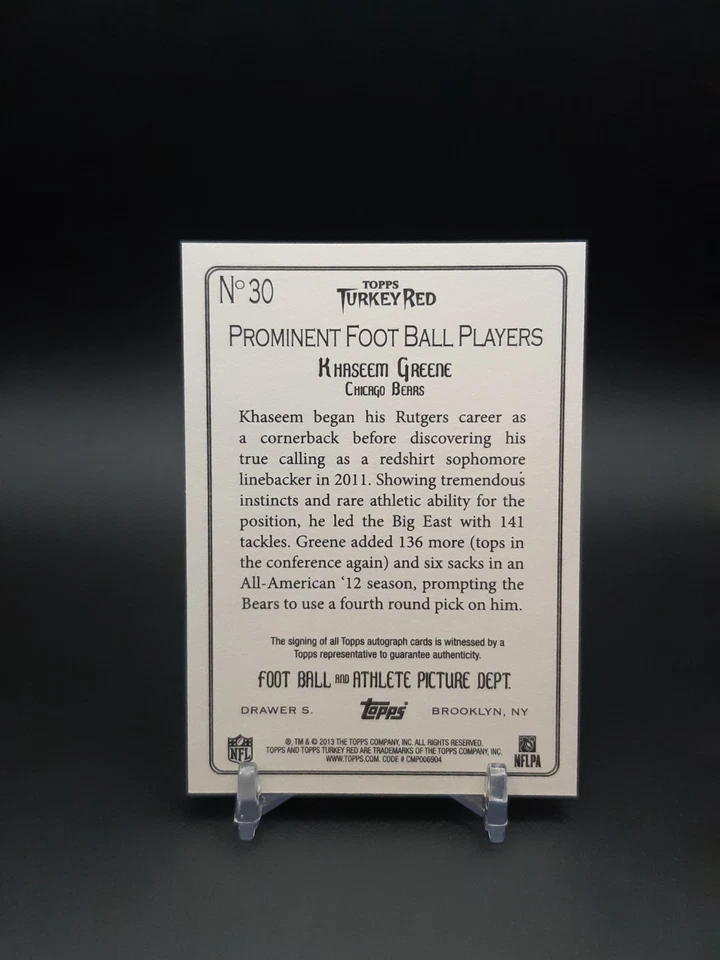 Nº 30
TOPPS
TURKEY RED
PROMINENT FOOT BALL PLAYERS
KHASEEM GREENE
CHICAGO BEARS
Khaseem began his Rutgers career as
a cornerback before discovering his
true calling as a redshirt sophomore
linebacker in 2011. Showing tremendous
instincts and rare athletic ability for the
position, he led the Big East with 141
tackles. Greene added 136 more (tops in
the conference again) and six sacks in an
All-American ‘12 season, prompting the
Bears to use a fourth round pick on him.
The signing of all Topps autograph cards is witnessed by a
Topps representative to guarantee authenticity.
FOOT BALL AND ATHLETE PICTURE DEPT.
DRAWER S. Topps BROOKLYN, NY
®, TM & © 2013 THE TOPPS COMPANY, INC. ALL RIGHTS RESERVED.
TOPPS AND TOPPS TURKEY RED ARE TRADEMARKS OF THE TOPPS COMPANY, INC.
WWW.TOPPS.COM. CODE # CMP006904
NFL
NFLPA